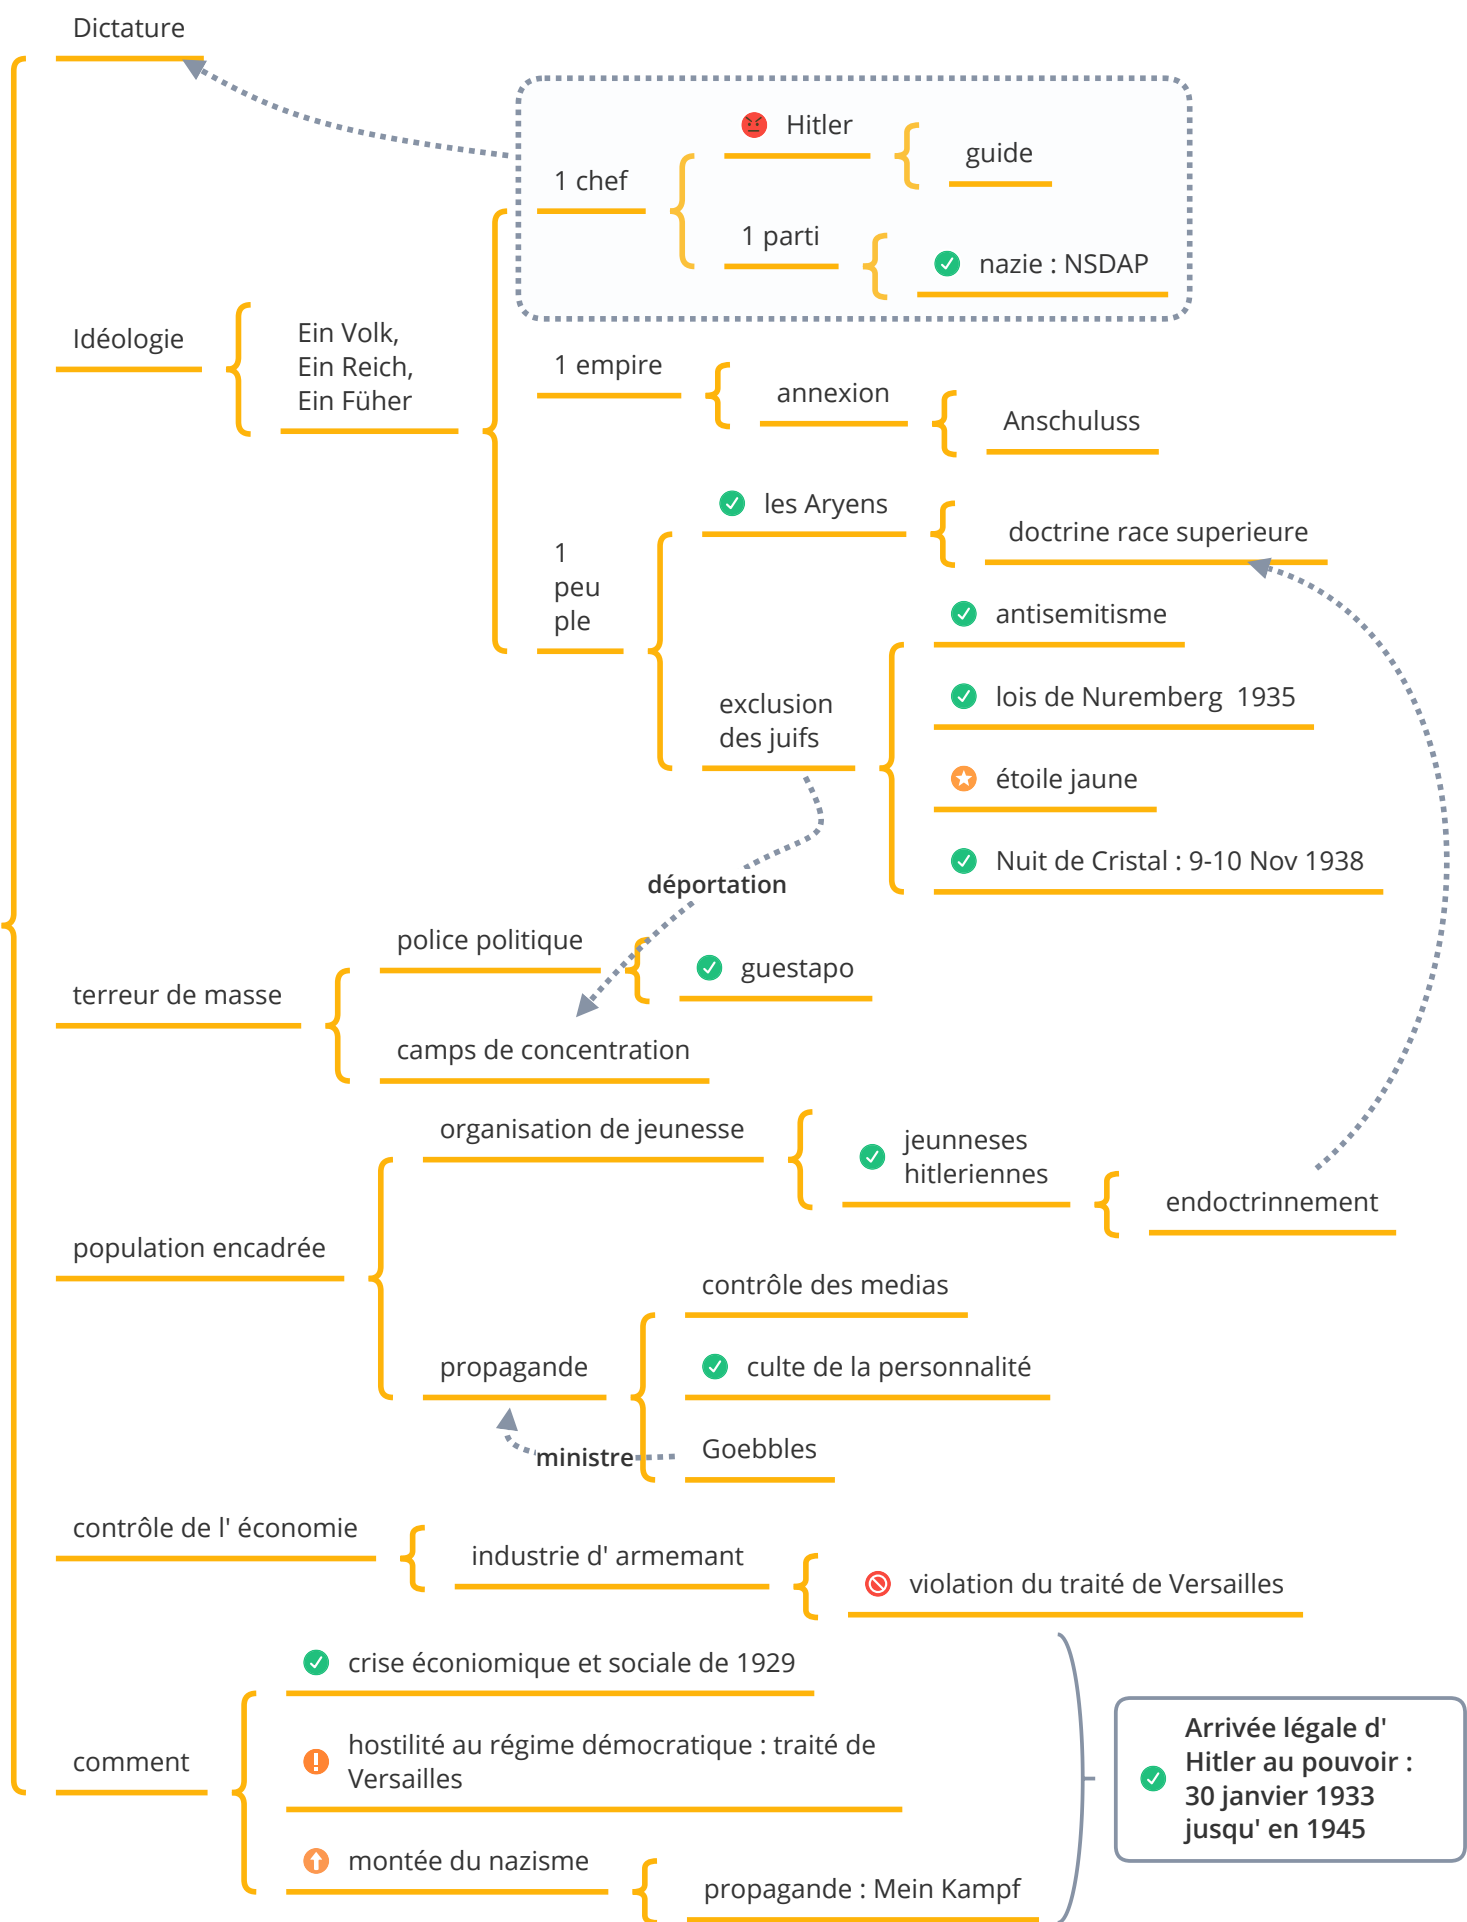 Dictature
Hitler
guide
1 chef
1 parti
nazie : NSDAP
Idéologie
Ein Volk,
Ein Reich,
Ein Füher
1 empire
annexion
Anschuluss
les Aryens
doctrine race superieure
1
peu
ple
antisemitisme
lois de Nuremberg  1935
exclusion
des juifs
étoile jaune
Nuit de Cristal : 9-10 Nov 1938
déportation
police politique
guestapo
terreur de masse
camps de concentration
organisation de jeunesse
jeunneses
hitleriennes
endoctrinnement
population encadrée
contrôle des medias
propagande
culte de la personnalité
ministre
Goebbles
contrôle de l' économie
industrie d' armemant
violation du traité de Versailles
crise éconiomique et sociale de 1929
comment
hostilité au régime démocratique : traité de
Versailles
montée du nazisme
propagande : Mein Kampf
Arrivée légale d'
Hitler au pouvoir :
30 janvier 1933
jusqu' en 1945